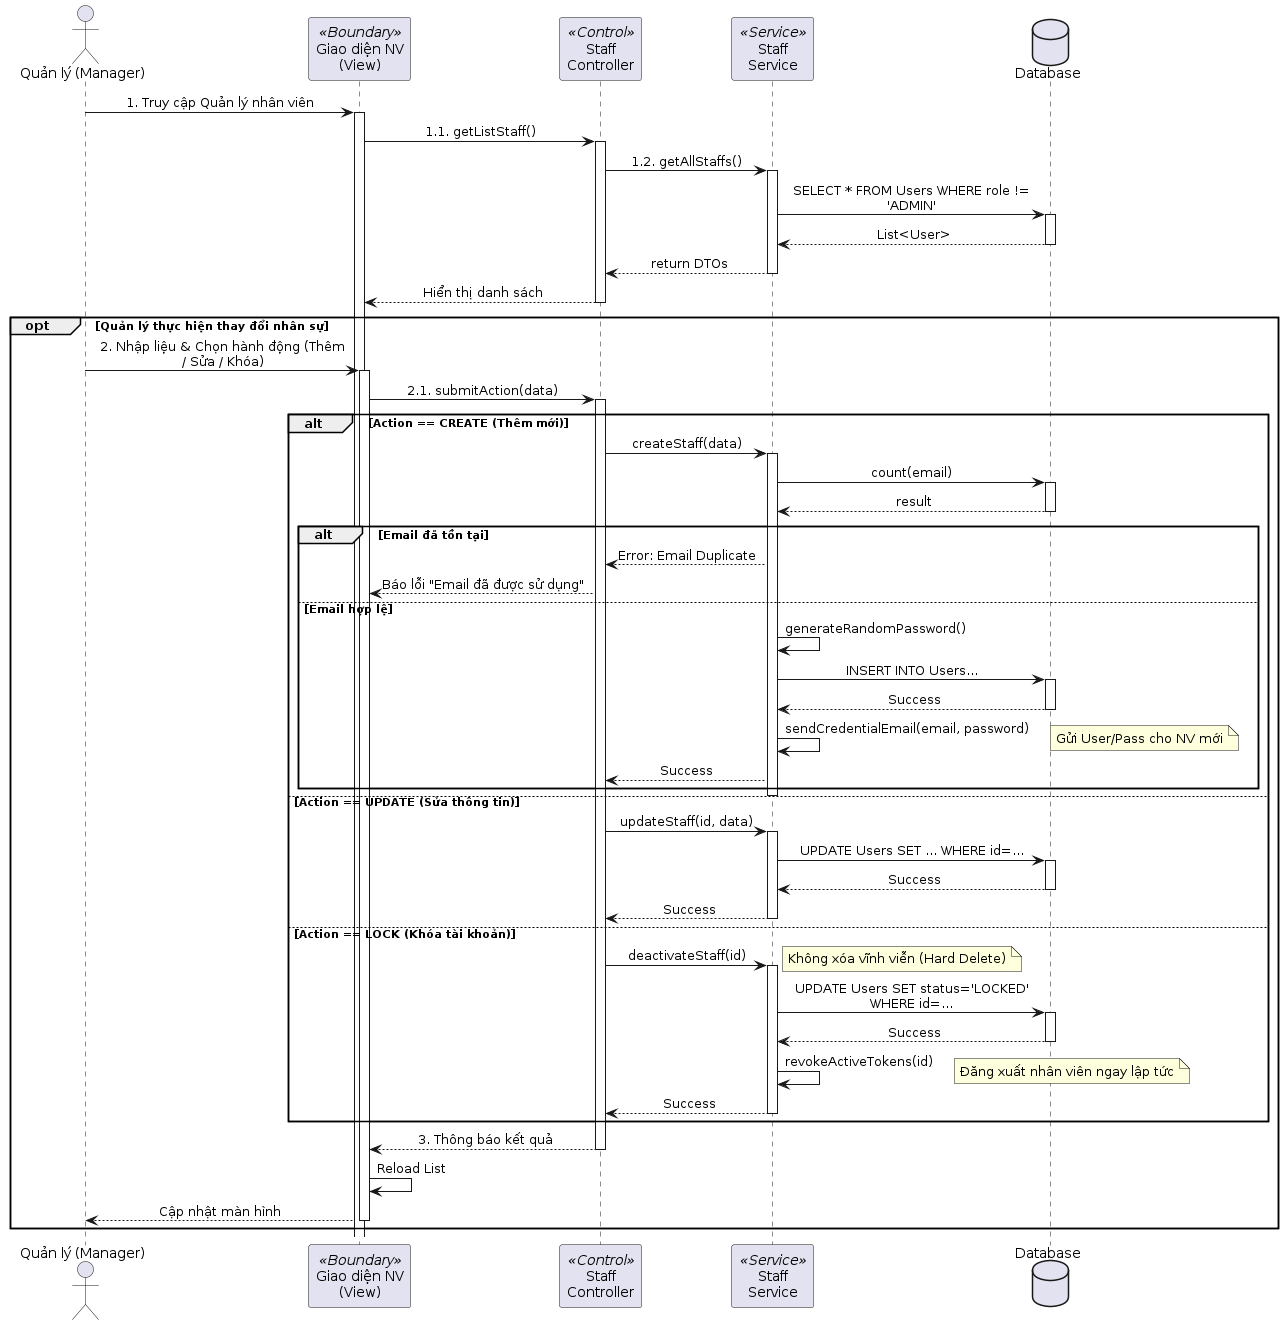 Quản lý (Manager)
«Boundary»
Giao diện NV
(View)
«Control»
Staff
Controller
«Service»
Staff
Service
Database
1. Truy cập Quản lý nhân viên
1.1. getListStaff()
1.2. getAllStaffs()
SELECT * FROM Users WHERE role !=
'ADMIN'
List<User>
return DTOs
Hiển thị danh sách
opt
[Quản lý thực hiện thay đổi nhân sự]
2. Nhập liệu & Chọn hành động (Thêm
/ Sửa / Khóa)
2.1. submitAction(data)
alt
[Action == CREATE (Thêm mới)]
createStaff(data)
count(email)
result
alt
[Email đã tồn tại]
Error: Email Duplicate
Báo lỗi "Email đã được sử dụng"
[Email hợp lệ]
generateRandomPassword()
INSERT INTO Users...
Success
sendCredentialEmail(email, password)
Gửi User/Pass cho NV mới
Success
[Action == UPDATE (Sửa thông tin)]
updateStaff(id, data)
UPDATE Users SET ... WHERE id=...
Success
Success
[Action == LOCK (Khóa tài khoản)]
deactivateStaff(id)
Không xóa vĩnh viễn (Hard Delete)
UPDATE Users SET status='LOCKED'
WHERE id=...
Success
revokeActiveTokens(id)
Đăng xuất nhân viên ngay lập tức
Success
3. Thông báo kết quả
Reload List
Cập nhật màn hình
Quản lý (Manager)
«Boundary»
Giao diện NV
(View)
«Control»
Staff
Controller
«Service»
Staff
Service
Database